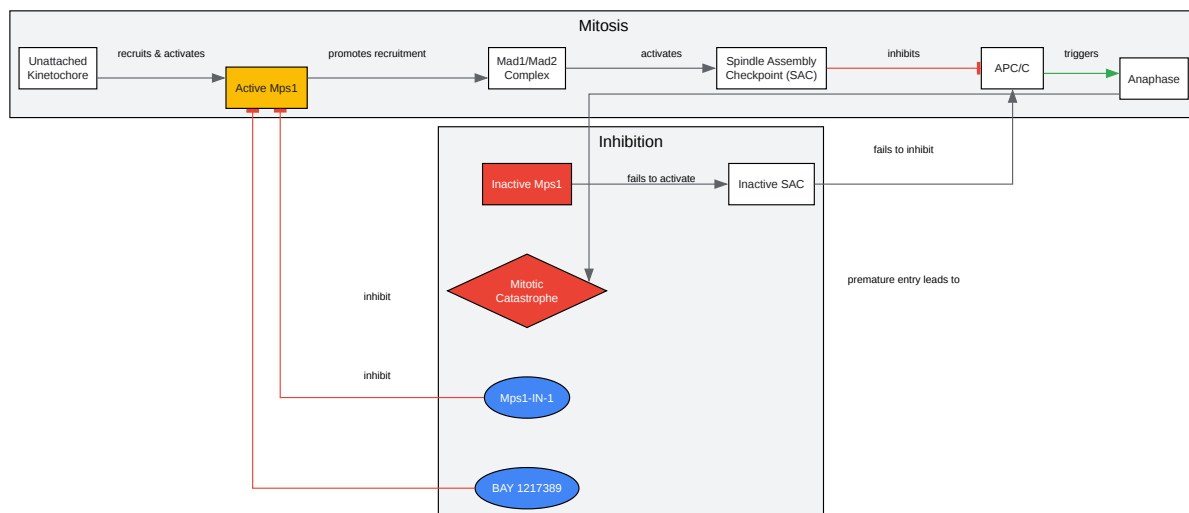 Mitosis
recruits & activates
promotes recruitment
activates
inhibits
triggers
Unattached
Kinetochore
Active Mps1
Mad1/Mad2
Complex
Spindle Assembly
Checkpoint (SAC)
APC/C
Anaphase
Inhibition
fails to inhibit
Inactive Mps1
fails to activate
Inactive SAC
Mitotic
Catastrophe
premature entry leads to
inhibit
inhibit
Mps1-IN-1
BAY 1217389